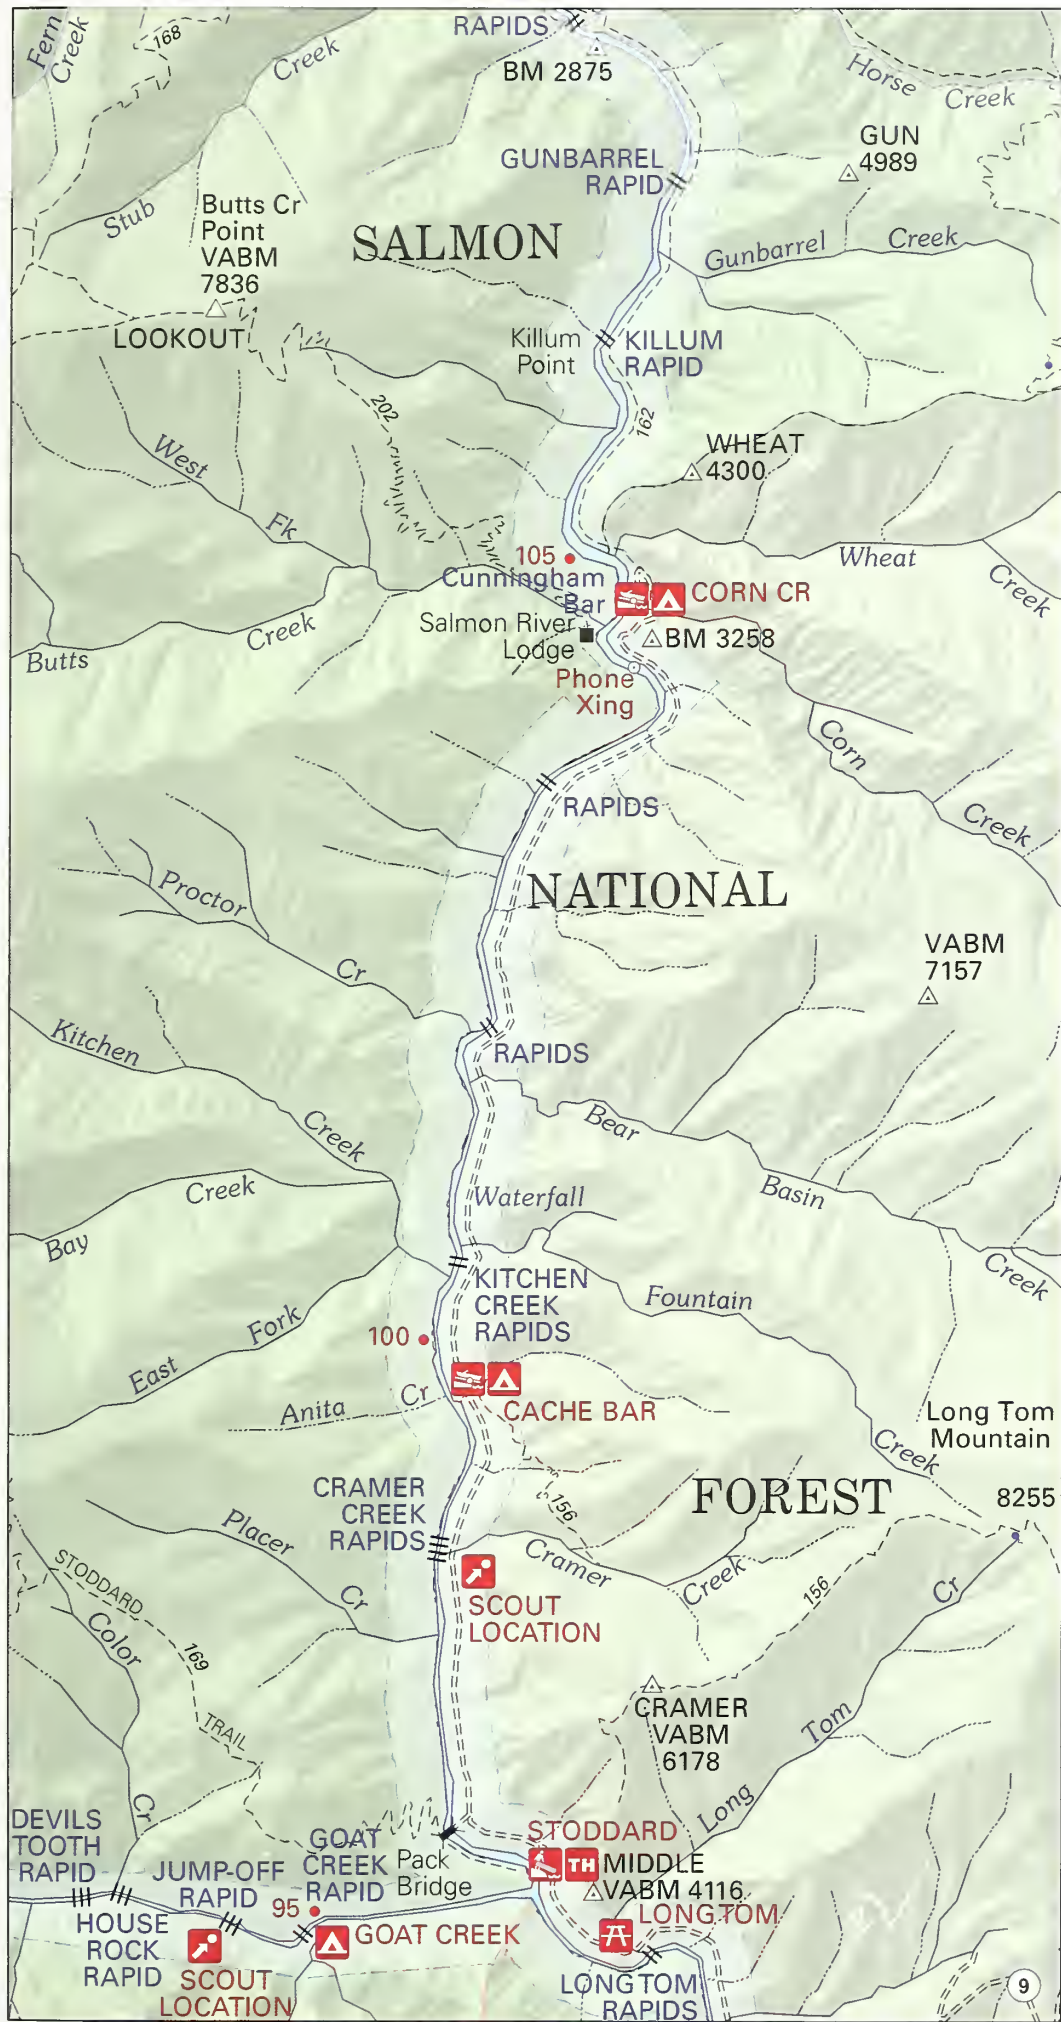 RAPIDS
BM 2875
Fern
Creek
168
Creek
Horse
Creek
GUN
4989
GUNBARREL
RAPID
Stub
Butts Cr
Point
VABM
7836
LOOKOUT
SALMON
Gunbarrel
Creek
Killum
Point
KILLUM
RAPID
202
162
West
Fk
WHEAT
4300
105
Cunningham
Bar
CORN CR
Wheat
Creek
Creek
Butts
Salmon River
Lodge
BM 3258
Phone
Xing
Corn
Creek
RAPIDS
NATIONAL
Proctor
Cr
VABM
7157
Kitchen
Creek
RAPIDS
Bear
Basin
Creek
Creek
Bay
Waterfall
KITCHEN
CREEK
RAPIDS
Fountain
Creek
East
Fork
100
Anita
Cr
CACHE BAR
Long Tom
Mountain
8255
CRAMER
CREEK
RAPIDS
156
FOREST
Placer
Cr
Cramer
Creek
156
SCOUT
LOCATION
STODDARD
169
TRAIL
Color
Cr
CRAMER
VABM
6178
Long
Tom
Cr
DEVILS
TOOTH
RAPID
JUMP-OFF
RAPID
GOAT
CREEK
RAPID
Pack
Bridge
STODDARD
TH
MIDDLE
VABM 4116
95
GOAT CREEK
LONG TOM
HOUSE
ROCK
RAPID
SCOUT
LOCATION
LONG TOM
RAPIDS
9